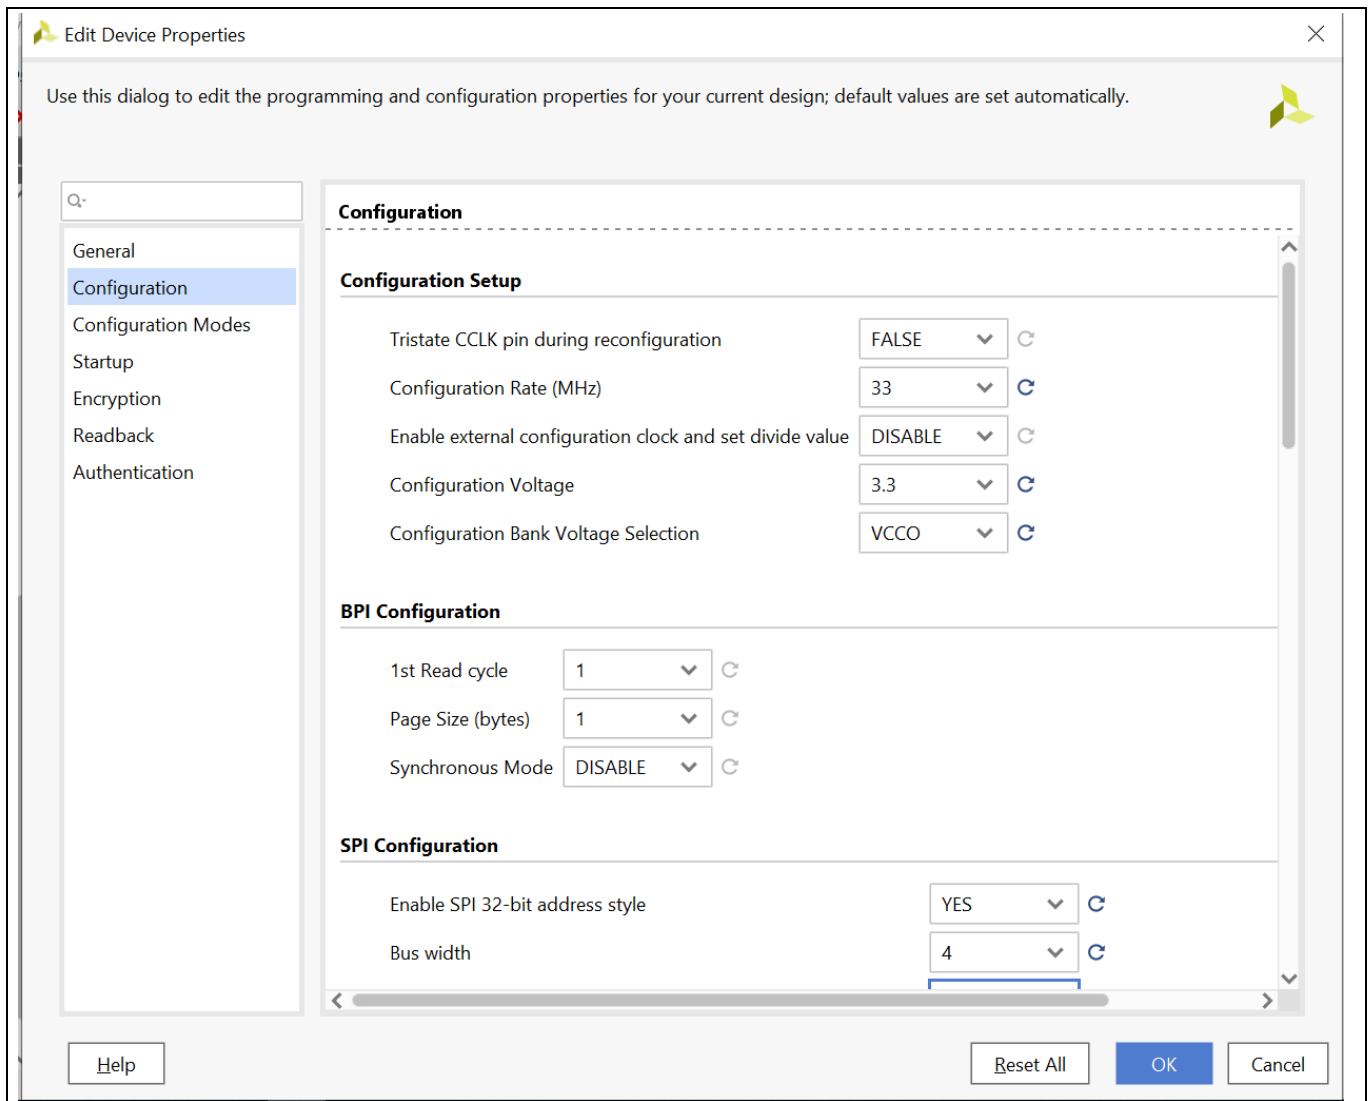 Edit Device Properties
Use this dialog to edit the programming and configuration properties for your current design; default values are set automatically.
General
Configuration
Configuration Modes
Startup
Encryption
Readback
Authentication
Configuration
Configuration Setup
Tristate CCLK pin during reconfiguration FALSE
Configuration Rate (MHz) 33
Enable external configuration clock and set divide value DISABLE
Configuration Voltage 3.3
Configuration Bank Voltage Selection VCCO
BPI Configuration
1st Read cycle 1
Page Size (bytes) 1
Synchronous Mode DISABLE
SPI Configuration
Enable SPI 32-bit address style YES
Bus width 4
Help Reset All OK Cancel